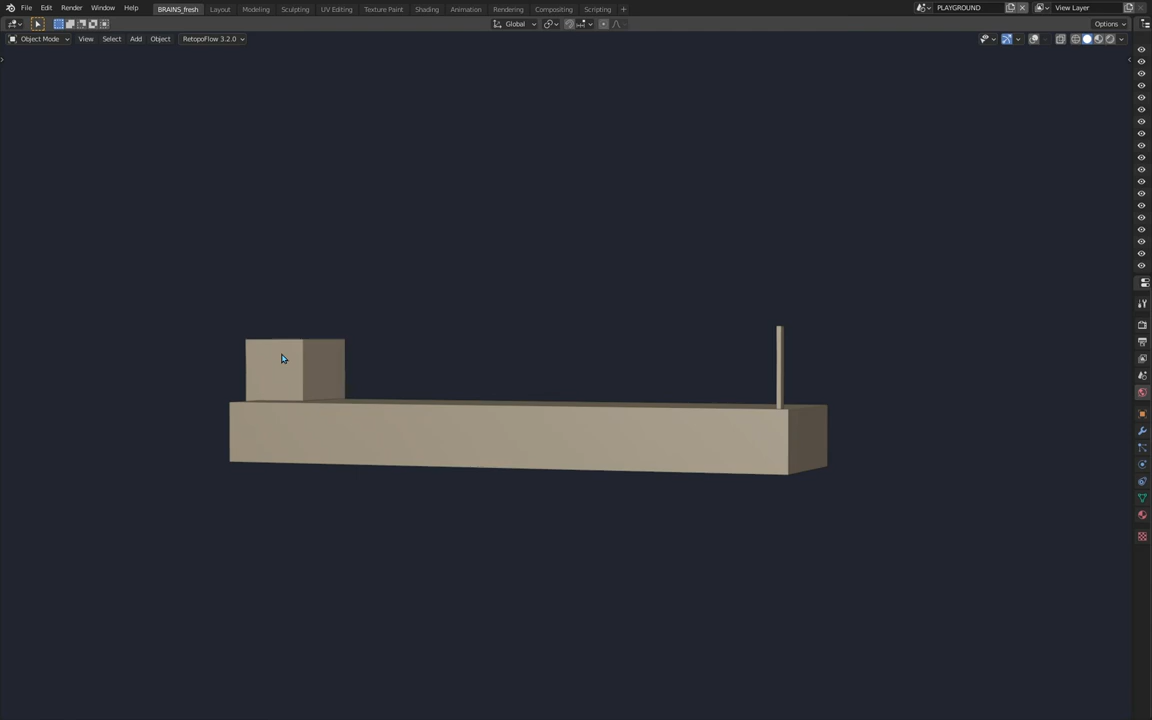 File Edit Render Window Help BRAINS_fresh Layout Modeling Sculpting UV Editing Texture Paint Shading Animation Rendering Compositing Scripting + PLAYGROUND View Layer
Global Options
Object Mode View Select Add Object RetopoFlow 3.2.0